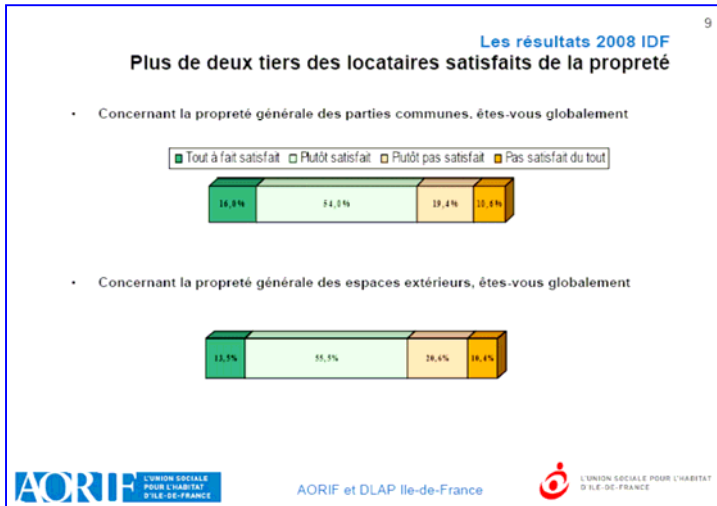 9
Les résultats 2008 IDF
Plus de deux tiers des locataires satisfaits de la propreté
• Concernant la propreté générale des parties communes, êtes-vous globalement
Tout à fait satisfait Plutôt satisfait Plutôt pas satisfait Pas satisfait du tout
16,0% 54,0% 19,4% 10,6%
• Concernant la propreté générale des espaces extérieurs, êtes-vous globalement
13,5% 55,5% 20,6% 10,4%
AORIF
L'UNION SOCIALE
POUR L'HABITAT
D'ILE-DE-FRANCE
AORIF et DLAP Ile-de-France
L'UNION SOCIALE POUR L'HABITAT
D'ILE-DE-FRANCE